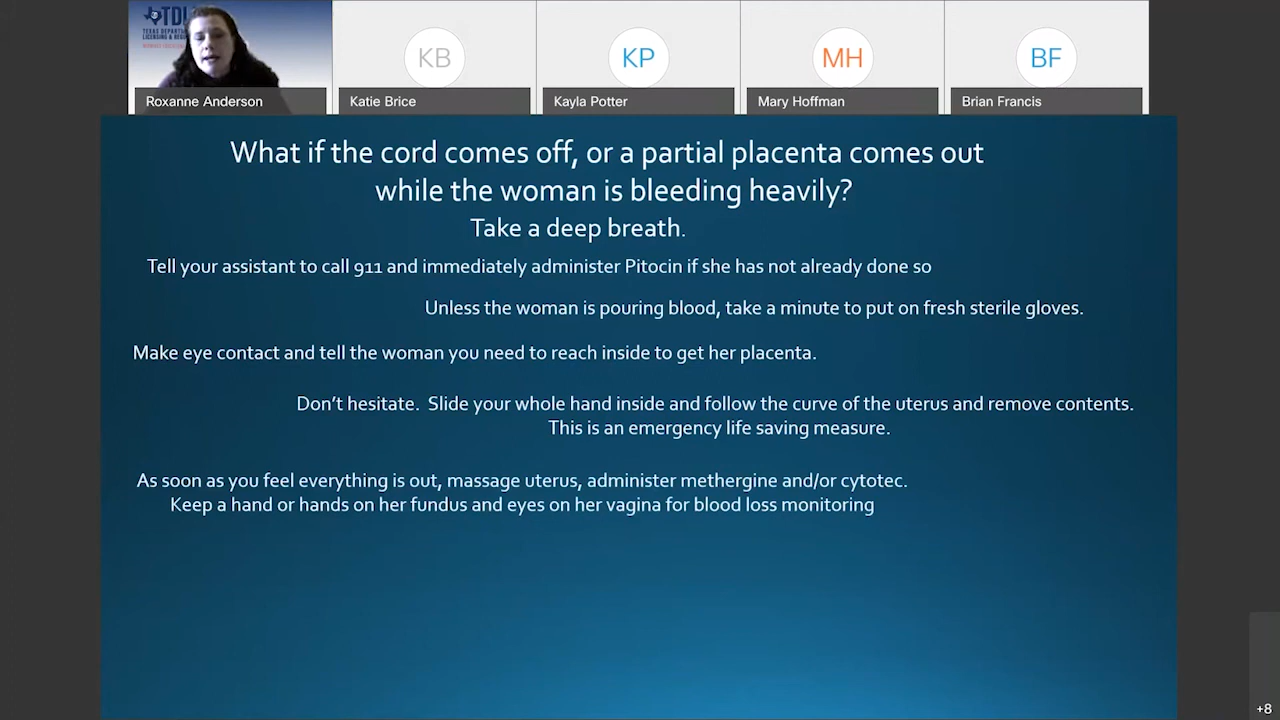 TDL
TEXAS DEPARTM
LICENSING & REGU
KB
KP
MH
BF
Roxanne Anderson
Katie Brice
Kayla Potter
Mary Hoffman
Brian Francis
What if the cord comes off, or a partial placenta comes out
while the woman is bleeding heavily?
Take a deep breath.
Tell your assistant to call 911 and immediately administer Pitocin if she has not already done so
Unless the woman is pouring blood, take a minute to put on fresh sterile gloves.
Make eye contact and tell the woman you need to reach inside to get her placenta.
Don't hesitate.  Slide your whole hand inside and follow the curve of the uterus and remove contents.
This is an emergency life saving measure.
As soon as you feel everything is out, massage uterus, administer methergine and/or cytotec.
Keep a hand or hands on her fundus and eyes on her vagina for blood loss monitoring
+8